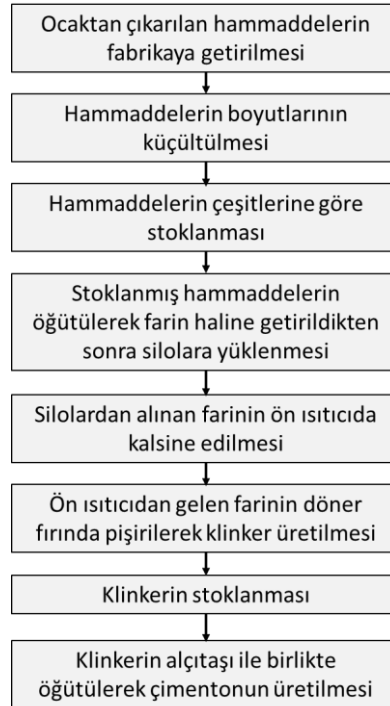 Ocaktan çıkarılan hammaddelerin
fabrikaya getirilmesi
Hammaddelerin boyutlarının
küçültülmesi
Hammaddelerin çeşitlerine göre
stoklanması
Stoklanmış hammaddelerin
öğütülerek farin haline getirildikten
sonra silolara yüklenmesi
Silolardan alınan farinin ön ısıtıcıda
kalsine edilmesi
Ön ısıtıcıdan gelen farinin döner
fırında pişirilerek klinker üretilmesi
Klinkerin stoklanması
Klinkerin alçıtaşı ile birlikte
öğütülerek çimentonun üretilmesi